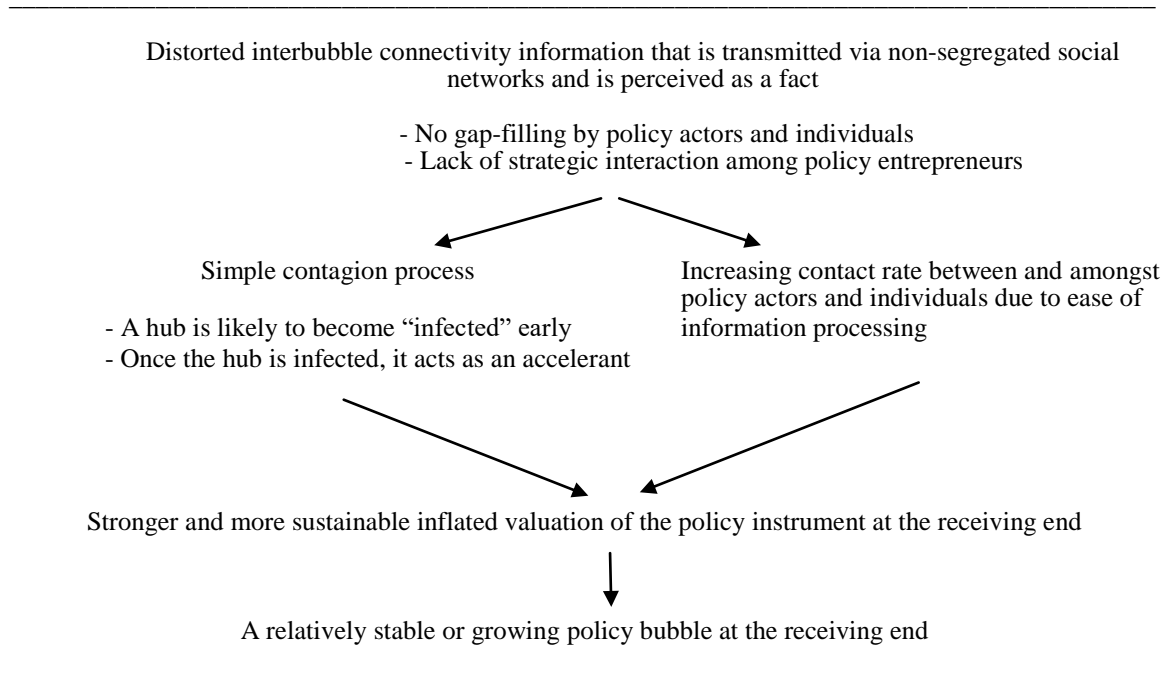 Distorted interbubble connectivity information that is transmitted via non-segregated social
networks and is perceived as a fact
- No gap-filling by policy actors and individuals
- Lack of strategic interaction among policy entrepreneurs
Simple contagion process
- A hub is likely to become “infected” early
- Once the hub is infected, it acts as an accelerant
Increasing contact rate between and amongst
policy actors and individuals due to ease of
information processing
Stronger and more sustainable inflated valuation of the policy instrument at the receiving end
A relatively stable or growing policy bubble at the receiving end